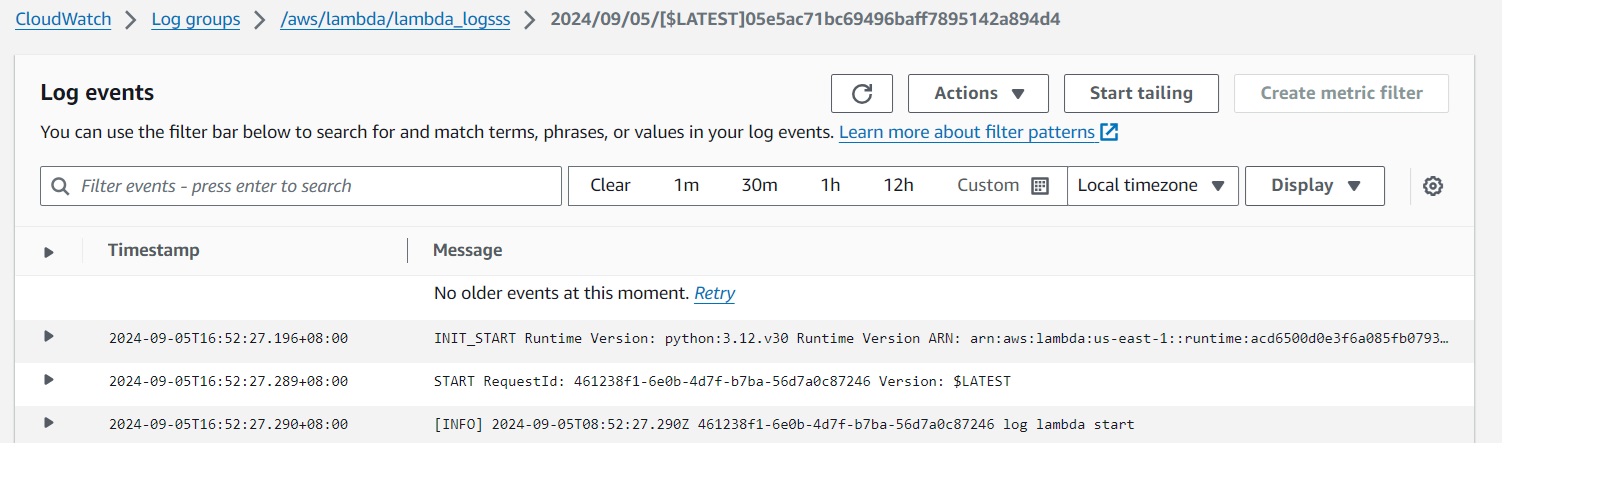 CloudWatch > Log groups > /aws/lambda/lambda_logsss > 2024/09/05/[$LATEST]05e5ac71bc69496baff7895142a894d4
Log events
Actions
Start tailing
Create metric filter
You can use the filter bar below to search for and match terms, phrases, or values in your log events. Learn more about filter patterns
Filter events - press enter to search
Clear 1m 30m 1h 12h Custom
Local timezone
Display
Timestamp Message
No older events at this moment. Retry
2024-09-05T16:52:27.196+08:00 INIT_START Runtime Version: python:3.12.v30 Runtime Version ARN: arn:aws:lambda:us-east-1::runtime:acd6500d0e3f6a085fb0793…
2024-09-05T16:52:27.289+08:00 START RequestId: 461238f1-6e0b-4d7f-b7ba-56d7a0c87246 Version: $LATEST
2024-09-05T16:52:27.290+08:00 [INFO] 2024-09-05T08:52:27.290Z 461238f1-6e0b-4d7f-b7ba-56d7a0c87246 log lambda start